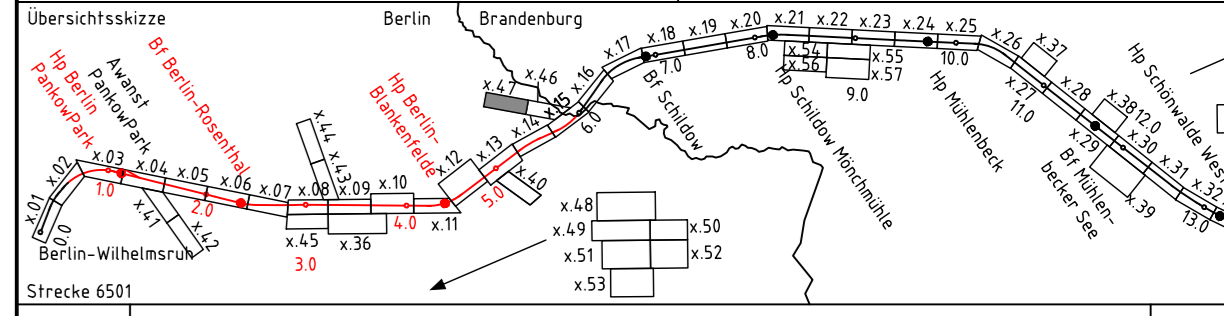 Übersichtsskizze
Berlin
Brandenburg
Hp Berlin
PankowPark
Awanst
PankowPark
Bf Berlin-Rosenthal
Hp Berlin-
Blankenfelde
Bf Schildow
Hp Schildow Mönchmühle
Hp Mühlenbeck
Bf Mühlen-
becker See
Hp Schönwalde West
x.01
x.02
x.03
x.04
x.05
x.06
x.07
x.08
x.09
x.10
x.11
x.12
x.13
x.14
x.15
x.16
x.17
x.18
x.19
x.20
x.21
x.22
x.23
x.24
x.25
x.26
x.27
x.28
x.29
x.30
x.31
x.32
x.36
x.37
x.38
x.39
x.40
x.41
x.42
x.43
x.44
x.45
x.46
x.47
x.48
x.49
x.50
x.51
x.52
x.53
x.54
x.55
x.56
x.57
0.0
1.0
2.0
3.0
4.0
5.0
6.0
7.0
8.0
9.0
10.0
11.0
12.0
13.0
Berlin-Wilhelmsruh
Strecke 6501